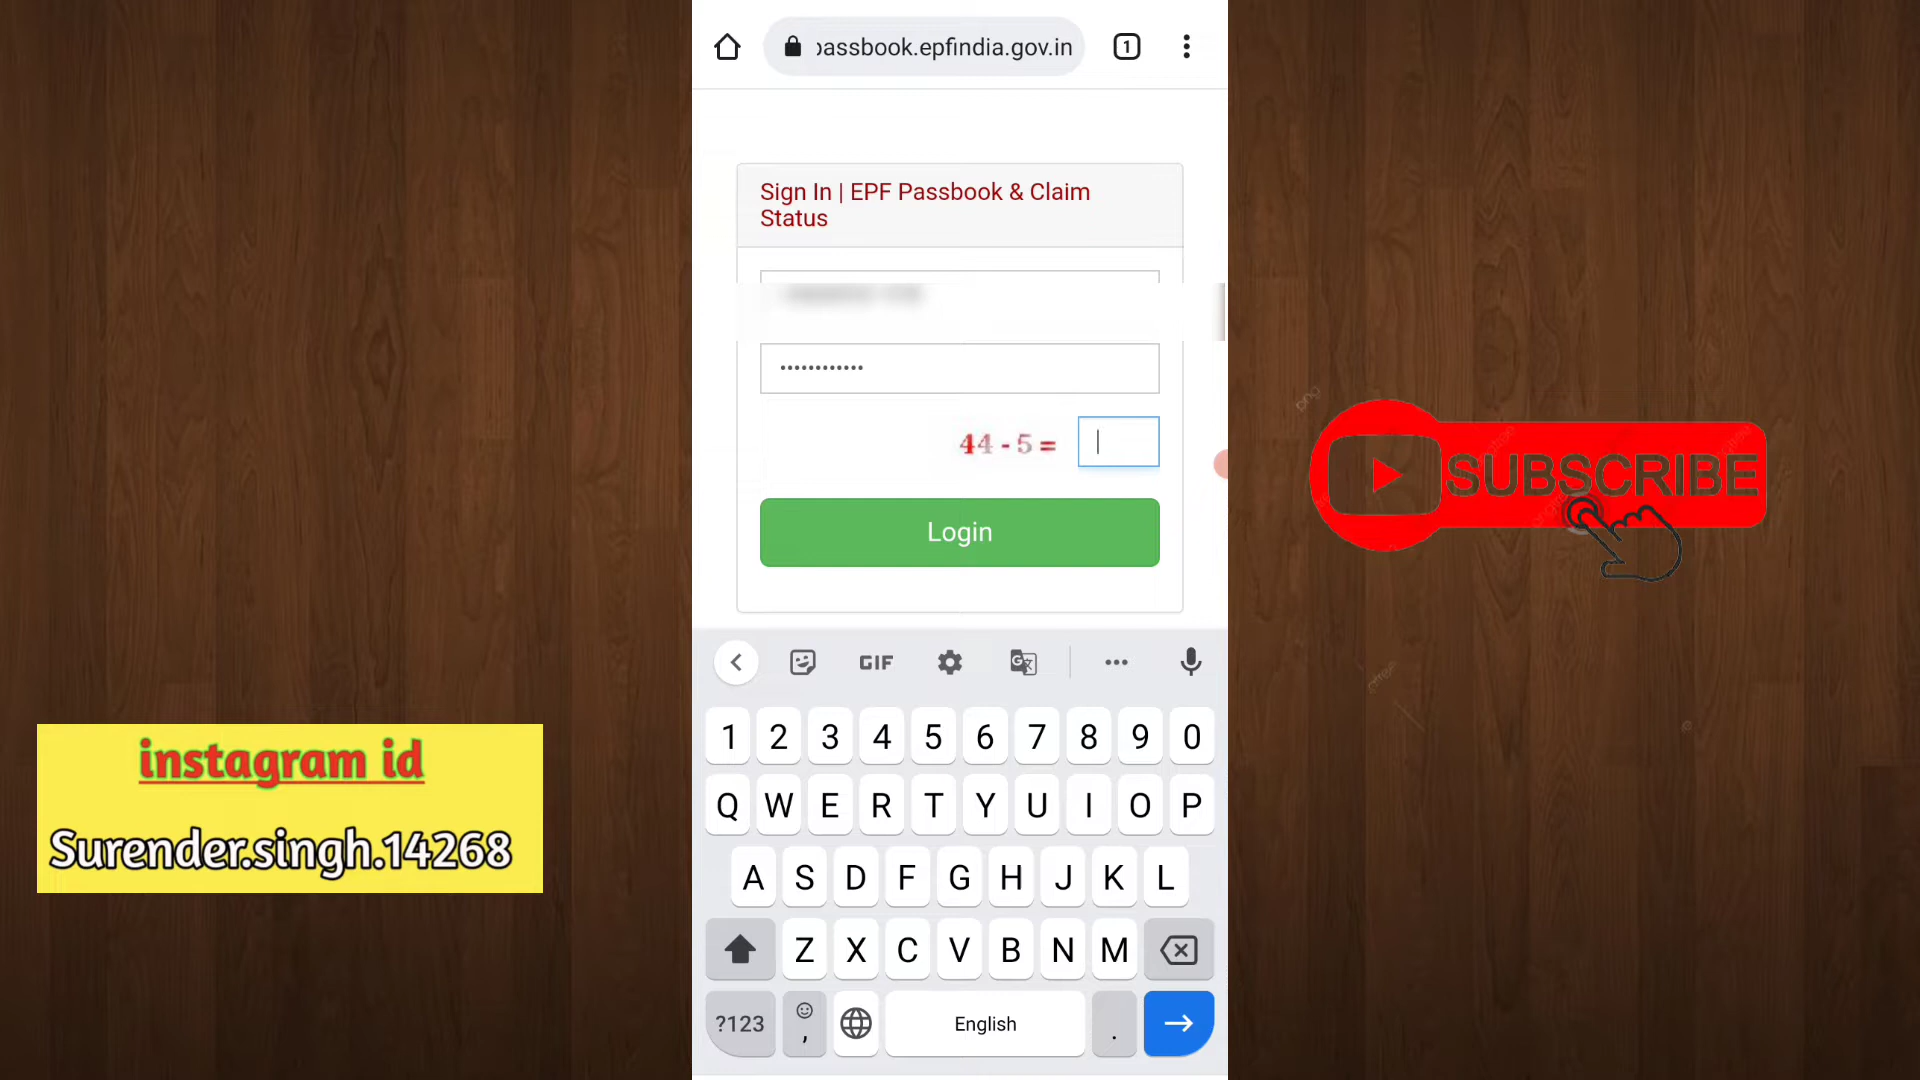 passbook.epfindia.gov.in
1
Sign In | EPF Passbook & Claim
Status
••••••••••••
44 - 5 =
Login
GIF
1 2 3 4 5 6 7 8 9 0
Q W E R T Y U I O P
A S D F G H J K L
Z X C V B N M
?123 , English .
SUBSCRIBE
instagram id
Surender.singh.14268